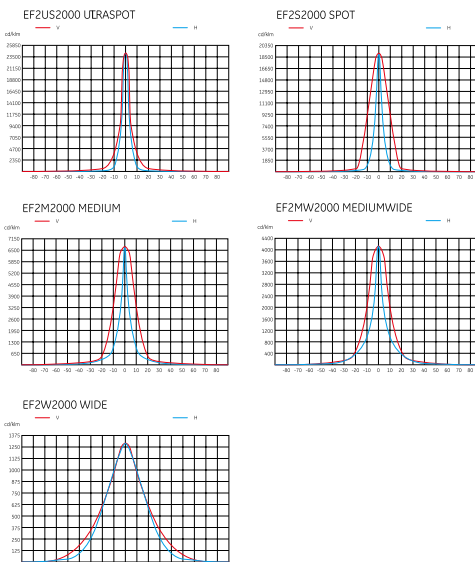 EF2US2000 ULTRASPOT
V H
cd/klm
25850
23500
21150
18800
16450
14100
11750
9400
7050
4700
2350
-80 -70 -60 -50 -40 -30 -20 -10 0 10 20 30 40 50 60 70 80
EF2S2000 SPOT
V H
cd/klm
20350
18500
16650
14800
12950
11100
9250
7400
5550
3700
1850
-80 -70 -60 -50 -40 -30 -20 -10 0 10 20 30 40 50 60 70 80
EF2M2000 MEDIUM
V H
cd/klm
7150
6500
5850
5200
4550
3900
3250
2600
1950
1300
650
-80 -70 -60 -50 -40 -30 -20 -10 0 10 20 30 40 50 60 70 80
EF2MW2000 MEDIUMWIDE
V H
cd/klm
4400
4000
3600
3200
2800
2400
2000
1600
1200
800
400
-80 -70 -60 -50 -40 -30 -20 -10 0 10 20 30 40 50 60 70 80
EF2W2000 WIDE
V H
cd/klm
1375
1250
1125
1000
875
750
625
500
375
250
125